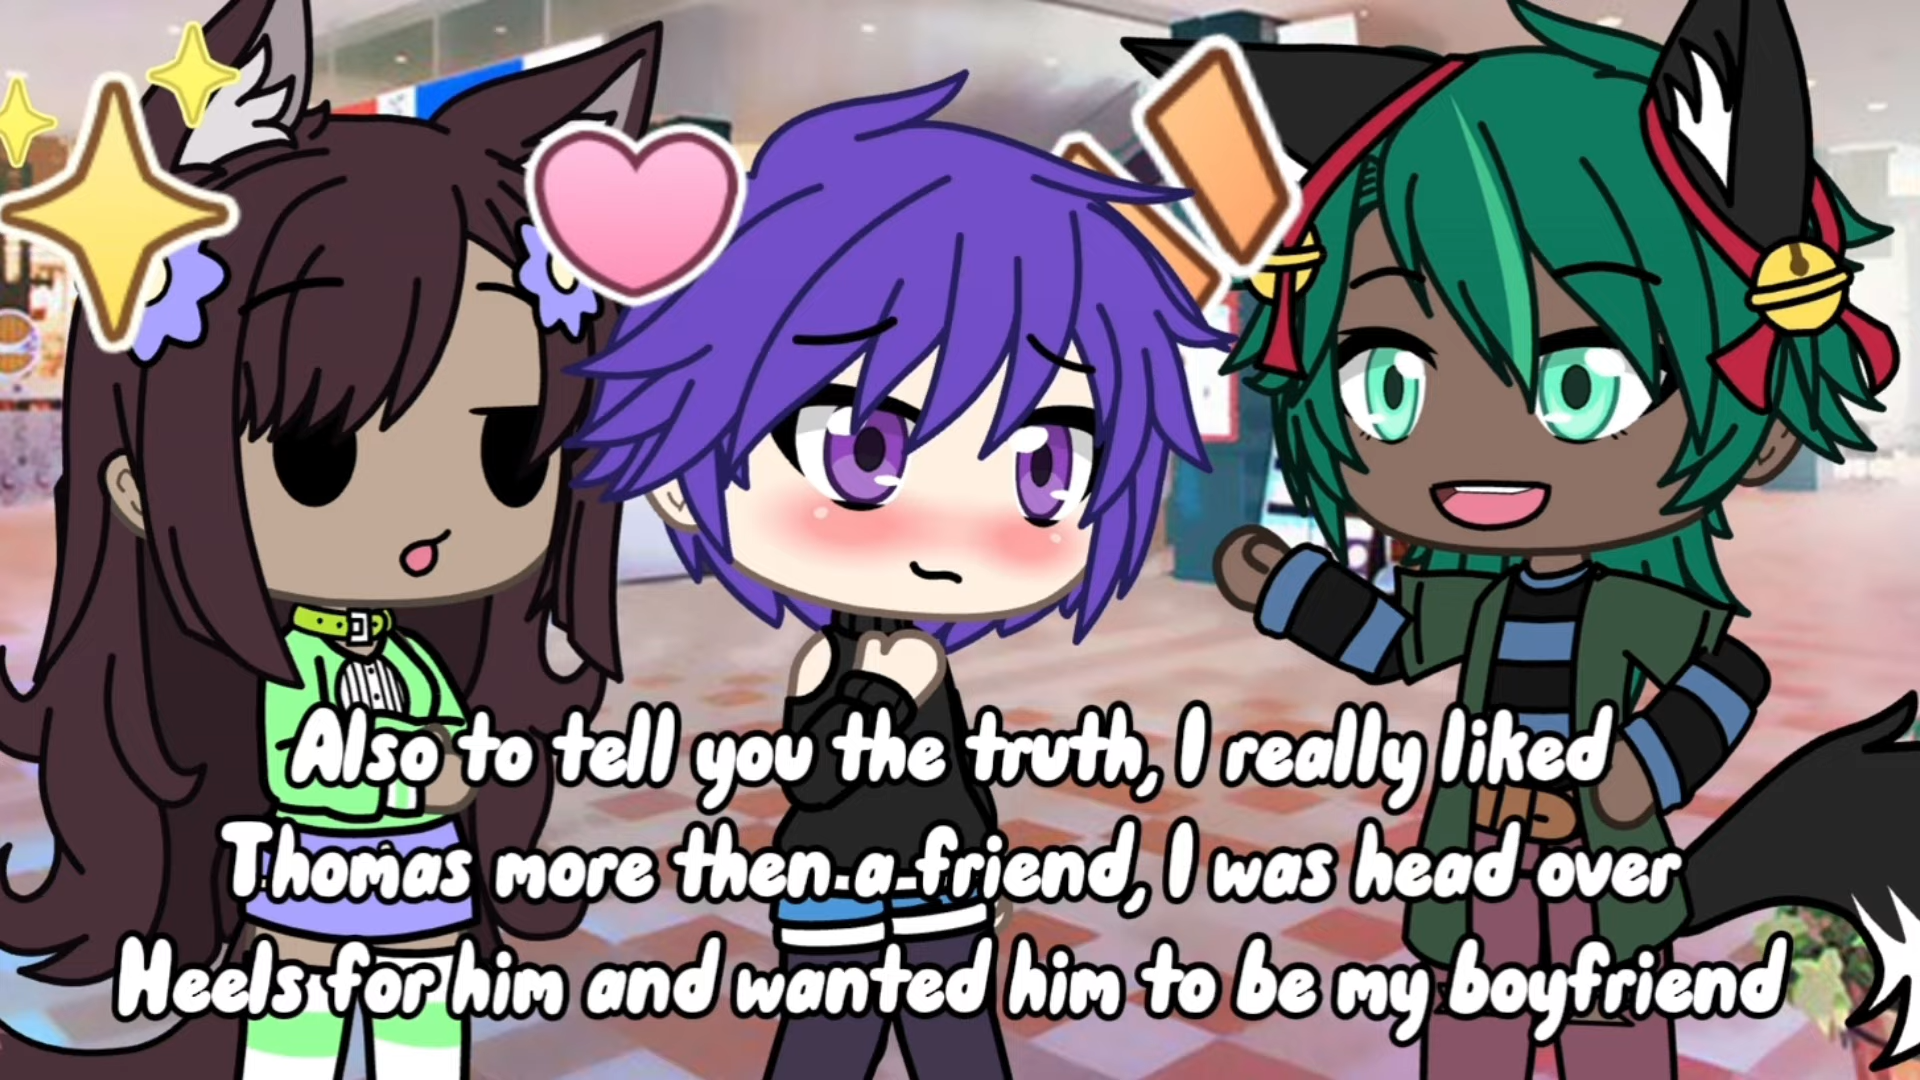 Also to tell you the truth, I really liked
Thomas more then a friend, I was head over
Heels for him and wanted him to be my boyfriend